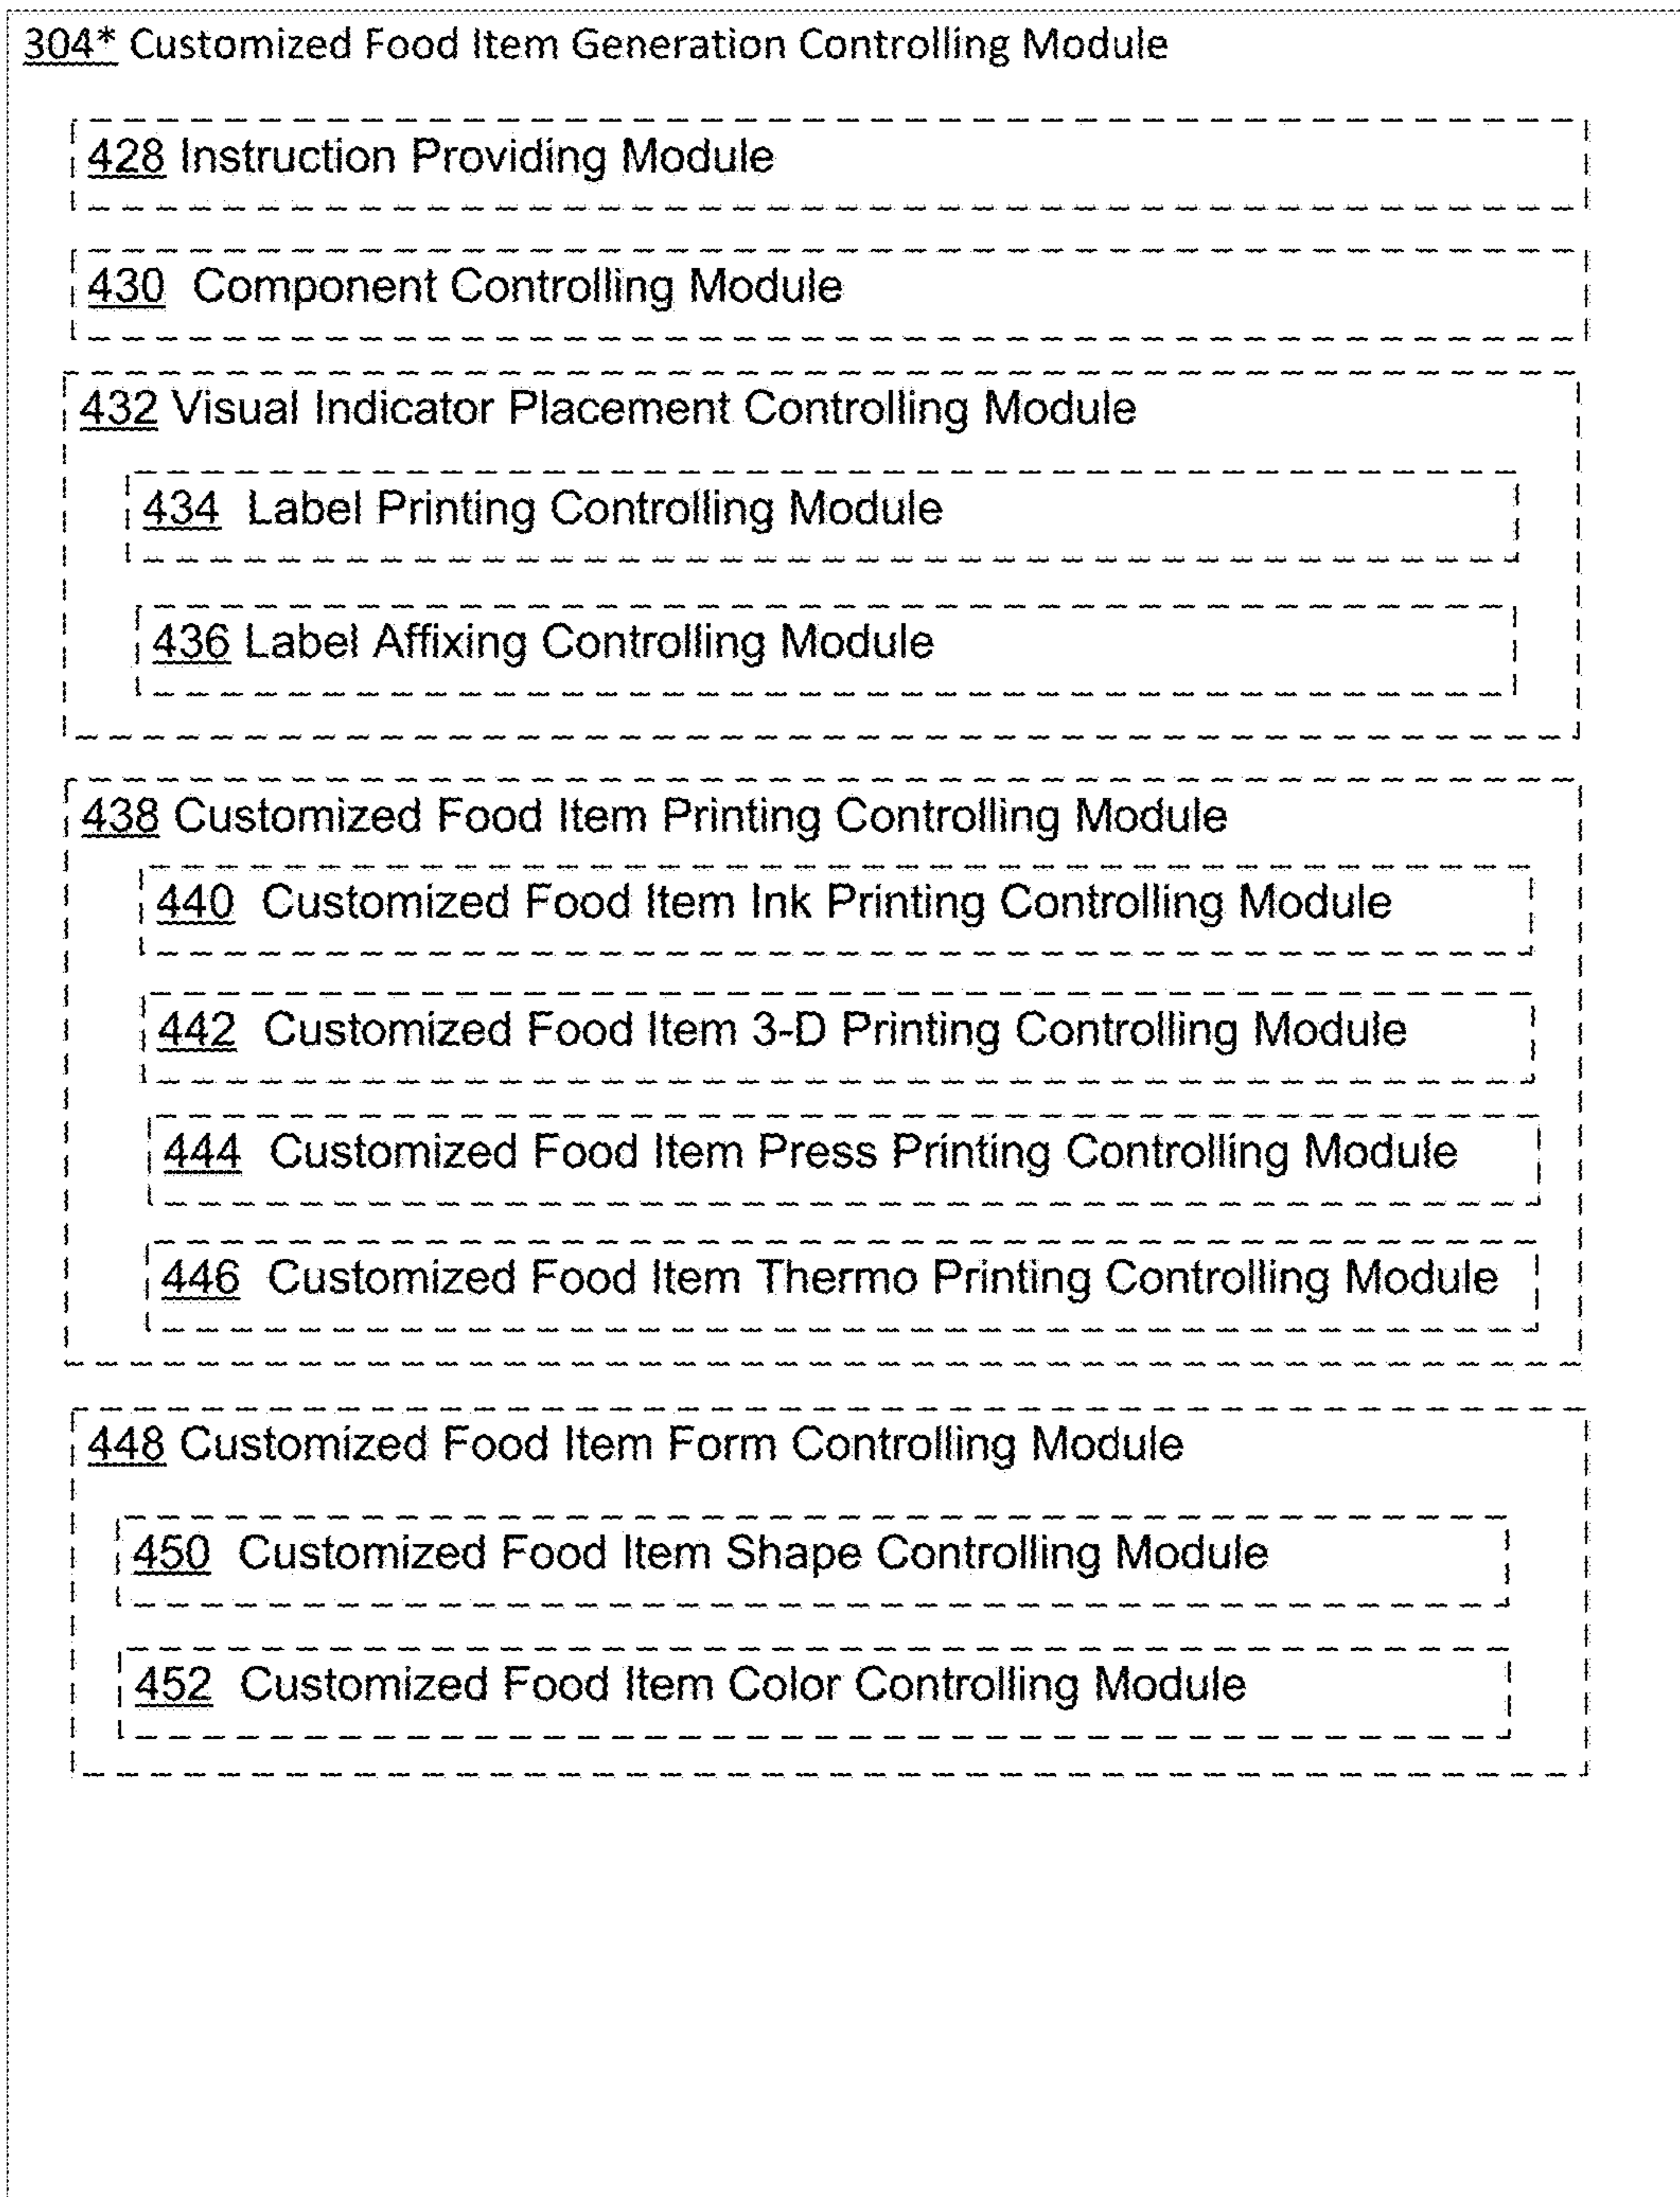 304* Customized Food Item Generation Controlling Module
428 Instruction Providing Module
430 Component Controlling Module
432 Visual Indicator Placement Controlling Module
434 Label Printing Controlling Module
436 Label Affixing Controlling Module
438 Customized Food Item Printing Controlling Module
440 Customized Food Item Ink Printing Controlling Module
442 Customized Food Item 3-D Printing Controlling Module
444 Customized Food Item Press Printing Controlling Module
446 Customized Food Item Thermo Printing Controlling Module
448 Customized Food Item Form Controlling Module
450 Customized Food Item Shape Controlling Module
452 Customized Food Item Color Controlling Module